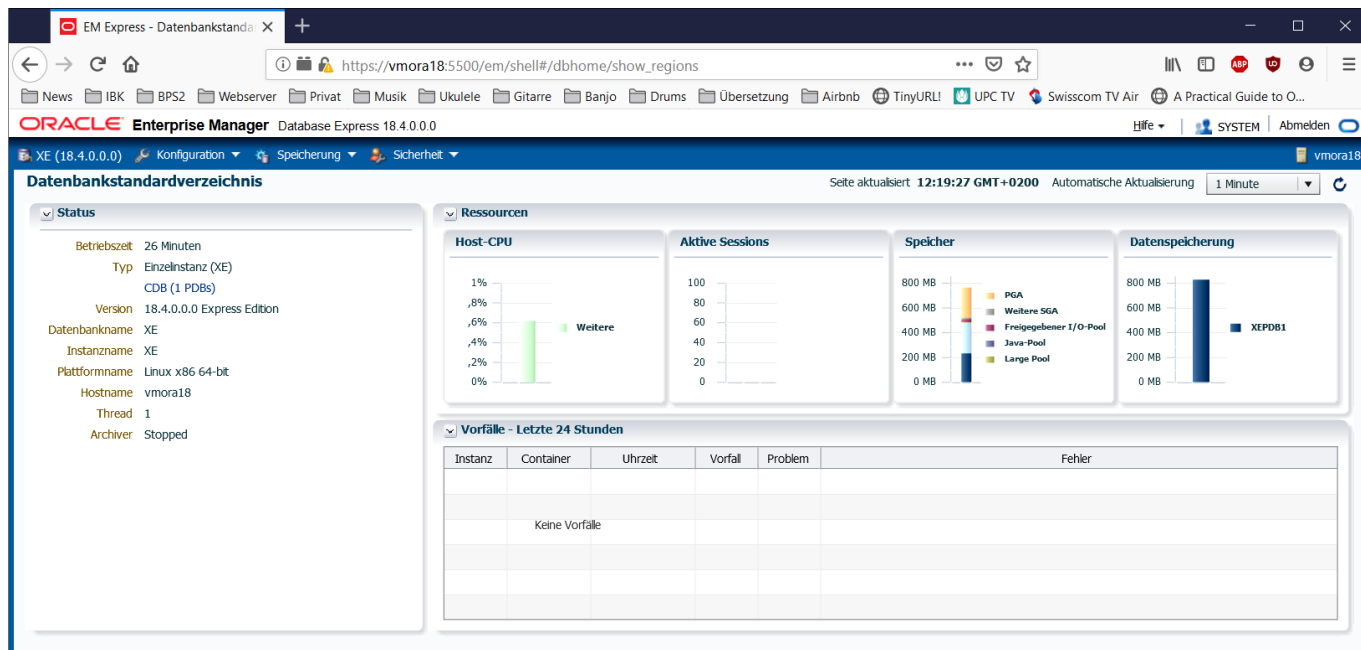 EM Express - Datenbankstanda
https://vmora18:5500/em/shell#/dbhome/show_regions
ABP
News IBK BPS2 Webserver Privat Musik Ukulele Gitarre Banjo Drums Übersetzung Airbnb TinyURL! UPC TV Swisscom TV Air A Practical Guide to O...
ORACLE Enterprise Manager Database Express 18.4.0.0.0
Hilfe SYSTEM Abmelden
XE (18.4.0.0.0) Konfiguration Speicherung Sicherheit vmora18
Datenbankstandardverzeichnis
Seite aktualisiert 12:19:27 GMT+0200 Automatische Aktualisierung 1 Minute
Status
Betriebszeit 26 Minuten
Typ Einzelinstanz (XE)
CDB (1 PDBs)
Version 18.4.0.0.0 Express Edition
Datenbankname XE
Instanzname XE
Plattformname Linux x86 64-bit
Hostname vmora18
Thread 1
Archiver Stopped
Ressourcen
Host-CPU
1%
,8%
,6%
,4%
,2%
0%
Weitere
Aktive Sessions
100
80
60
40
20
0
Speicher
800 MB
600 MB
400 MB
200 MB
0 MB
PGA
Weitere SGA
Freigegebener I/O-Pool
Java-Pool
Large Pool
Datenspeicherung
800 MB
600 MB
400 MB
200 MB
0 MB
XEPDB1
Vorfälle - Letzte 24 Stunden
Instanz Container Uhrzeit Vorfall Problem Fehler
Keine Vorfälle